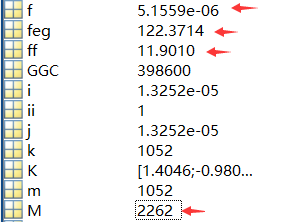 f 5.1559e-06
feg 122.3714
ff 11.9010
GGC 398600
i 1.3252e-05
ii 1
j 1.3252e-05
k 1052
K [1.4046;-0.980...
m 1052
M 2262